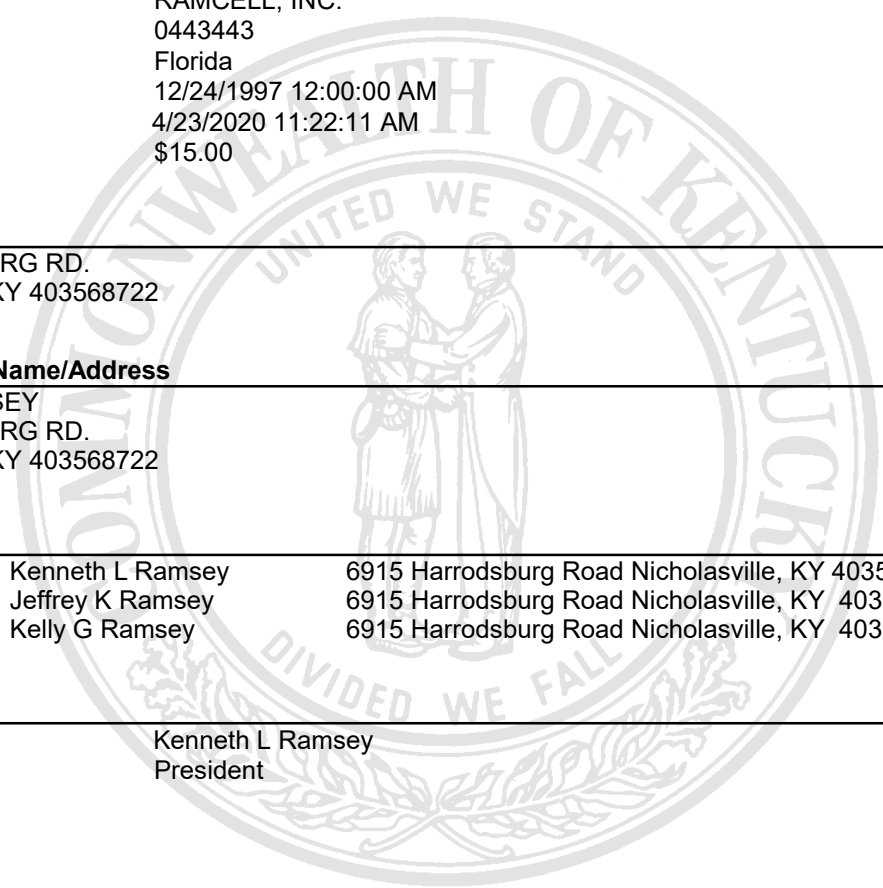 RAMCELL, INC.
0443443
Florida
12/24/1997 12:00:00 AM
4/23/2020 11:22:11 AM
$15.00
COMMONWEALTH OF KENTUCKY
UNITED WE STAND
RG RD.
KY 403568722
Name/Address
SEY
RG RD.
KY 403568722
Kenneth L Ramsey 6915 Harrodsburg Road Nicholasville, KY 4035
Jeffrey K Ramsey 6915 Harrodsburg Road Nicholasville, KY 403
Kelly G Ramsey 6915 Harrodsburg Road Nicholasville, KY 403
DIVIDED WE FALL
Kenneth L Ramsey
President